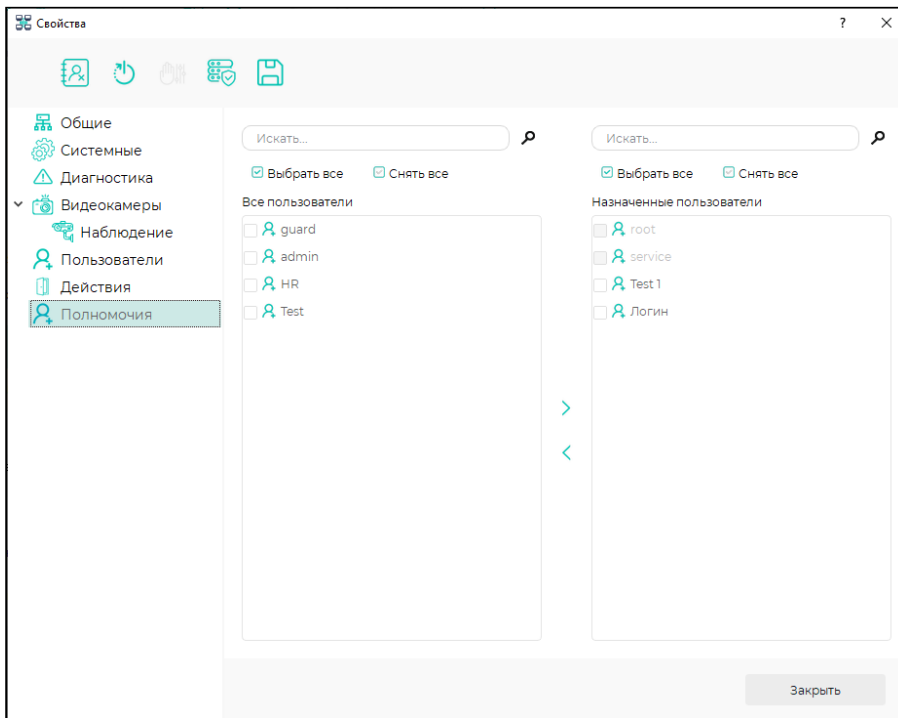 Свойства
?
Общие
Системные
Диагностика
Видеокамеры
Наблюдение
Пользователи
Действия
Полномочия
Искать...
Выбрать все
Снять все
Все пользователи
guard
admin
HR
Test
Искать...
Выбрать все
Снять все
Назначенные пользователи
root
service
Test 1
Логин
Закрыть